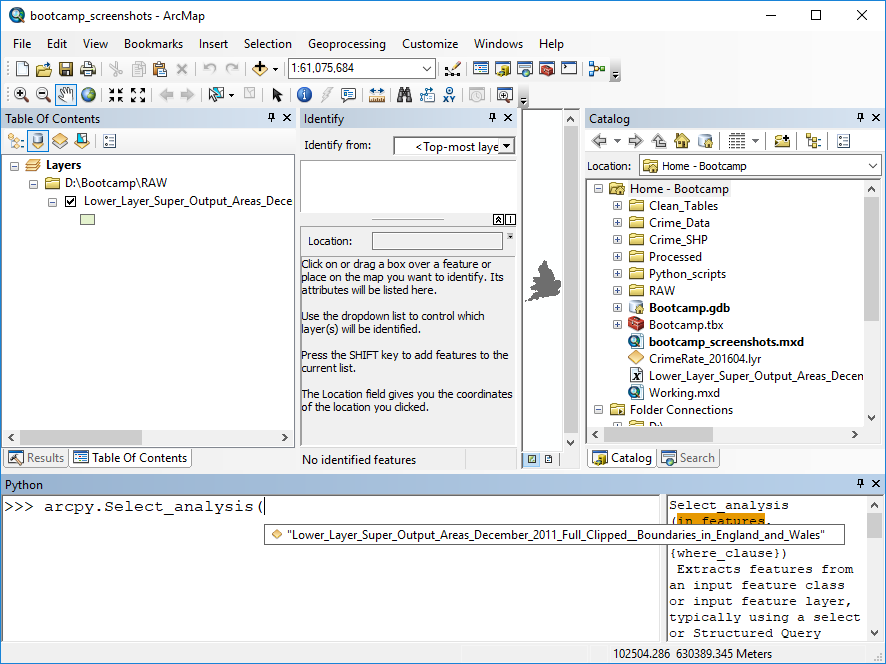 bootcamp_screenshots - ArcMap
File Edit View Bookmarks Insert Selection Geoprocessing Customize Windows Help
1:61,075,684
Table Of Contents
Layers
D:\Bootcamp\RAW
Lower_Layer_Super_Output_Areas_Dece
Results Table Of Contents
Identify
Identify from: <Top-most laye
Location:
Click on or drag a box over a feature or
place on the map you want to identify. Its
attributes will be listed here.
Use the dropdown list to control which
layer(s) will be identified.
Press the SHIFT key to add features to the
current list.
The Location field gives you the coordinates
of the location you clicked.
No identified features
Catalog
Location: Home - Bootcamp
Home - Bootcamp
Clean_Tables
Crime_Data
Crime_SHP
Processed
Python_scripts
RAW
Bootcamp.gdb
Bootcamp.tbx
bootcamp_screenshots.mxd
CrimeRate_201604.lyr
Lower_Layer_Super_Output_Areas_Decen
Working.mxd
Folder Connections
Catalog Search
Python
>>> arcpy.Select_analysis(
"Lower_Layer_Super_Output_Areas_December_2011_Full_Clipped__Boundaries_in_England_and_Wales"
Select_analysis
(in_features,
{where_clause})
Extracts features from
an input feature class
or input feature layer,
typically using a select
or Structured Query
102504.286 630389.345 Meters